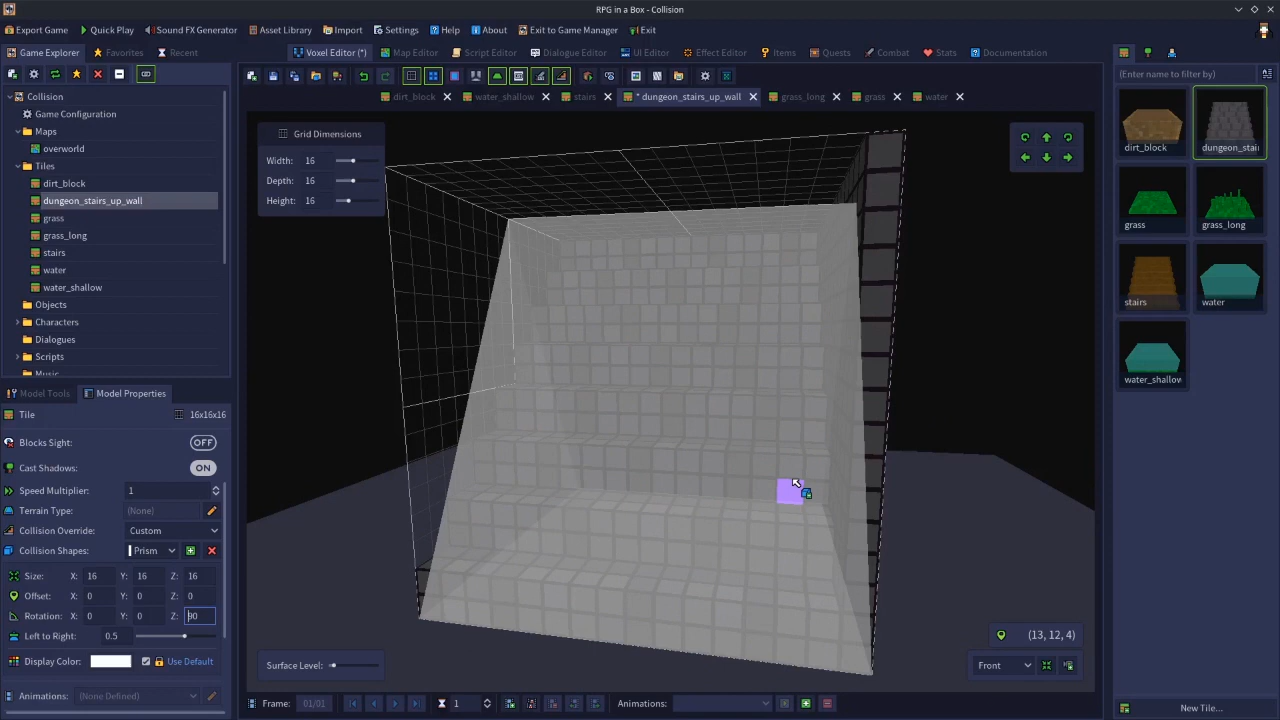 RPG in a Box - Collision
Export Game Quick Play Sound FX Generator Asset Library Import Settings Help About Exit to Game Manager Exit
Game Explorer Favorites Recent Voxel Editor (*) Map Editor Script Editor Dialogue Editor UI Editor Effect Editor Items Quests Combat Stats Documentation
(Enter name to filter by)
dirt_block water_shallow stairs * dungeon_stairs_up_wall grass_long grass water
Collision
Game Configuration
Maps
overworld
Tiles
dirt_block
dungeon_stairs_up_wall
grass
grass_long
stairs
water
water_shallow
Objects
Characters
Dialogues
Scripts
Music
Grid Dimensions
Width: 16
Depth: 16
Height: 16
dirt_block dungeon_stair
grass grass_long
stairs water
water_shallow
Model Tools Model Properties
Tile 16x16x16
Blocks Sight: OFF
Cast Shadows: ON
Speed Multiplier: 1
Terrain Type: (None)
Collision Override: Custom
Collision Shapes: Prism
Size: X: 16 Y: 16 Z: 16
Offset: X: 0 Y: 0 Z: 0
Rotation: X: 0 Y: 0 Z: 90
Left to Right: 0.5
Display Color: Use Default
Animations: (None Defined)
(13, 12, 4)
Surface Level: Front
Frame: 01/01 1 Animations:
New Tile...